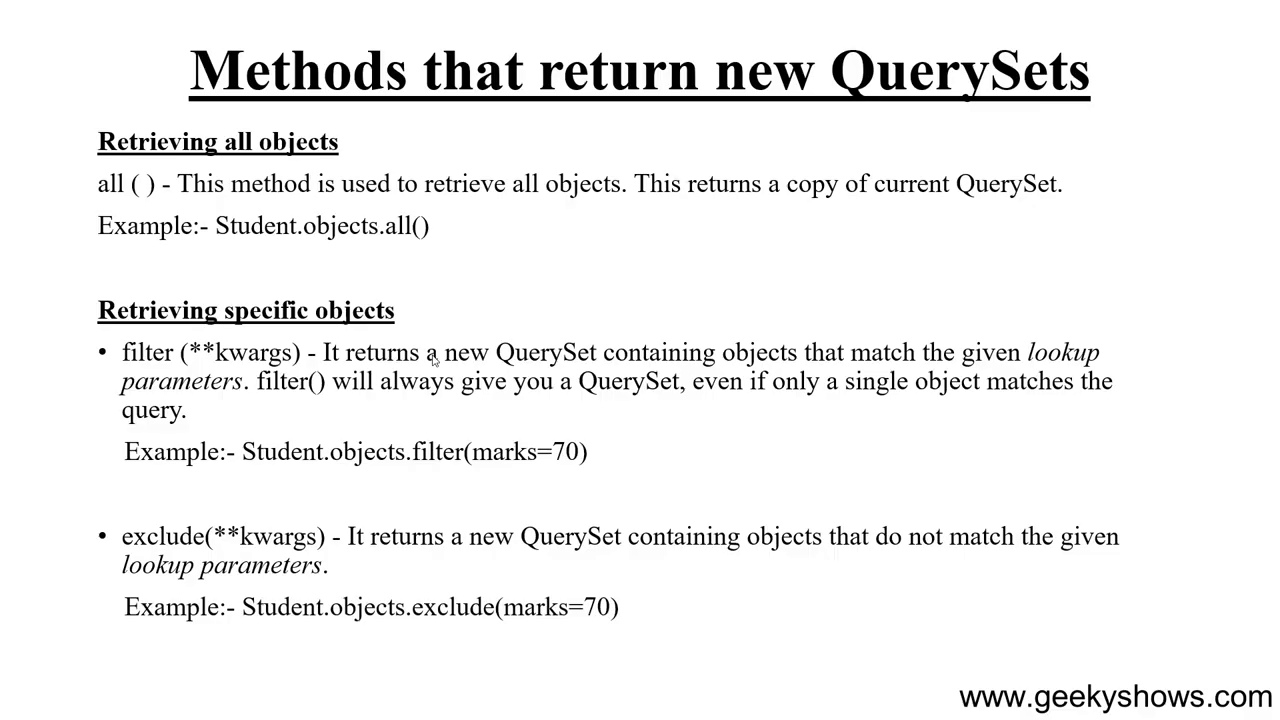 Methods that return new QuerySets
Retrieving all objects
all ( ) - This method is used to retrieve all objects. This returns a copy of current QuerySet.
Example:- Student.objects.all()
Retrieving specific objects
• filter (**kwargs) - It returns a new QuerySet containing objects that match the given lookup
parameters. filter() will always give you a QuerySet, even if only a single object matches the
query.
Example:- Student.objects.filter(marks=70)
• exclude(**kwargs) - It returns a new QuerySet containing objects that do not match the given
lookup parameters.
Example:- Student.objects.exclude(marks=70)
www.geekyshows.com